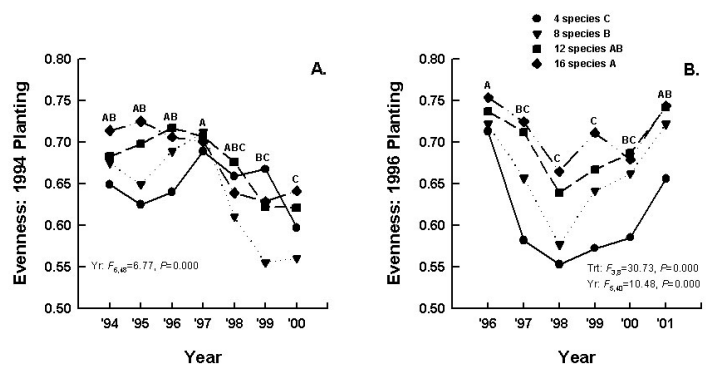 4 species C
8 species B
12 species AB
16 species A
A.
Evenness: 1994 Planting
0.80
0.75
0.70
0.65
0.60
0.55
0.50
AB
AB
AB
A
ABC
BC
C
Yr: F6,48=6.77, P=0.000
'94
'95
'96
'97
'98
'99
'00
Year
B.
Evenness: 1996 Planting
0.80
0.75
0.70
0.65
0.60
0.55
0.50
A
BC
C
C
BC
AB
Trt: F3,8=30.73, P=0.000
Yr: F5,40=10.48, P=0.000
'96
'97
'98
'99
'00
'01
Year